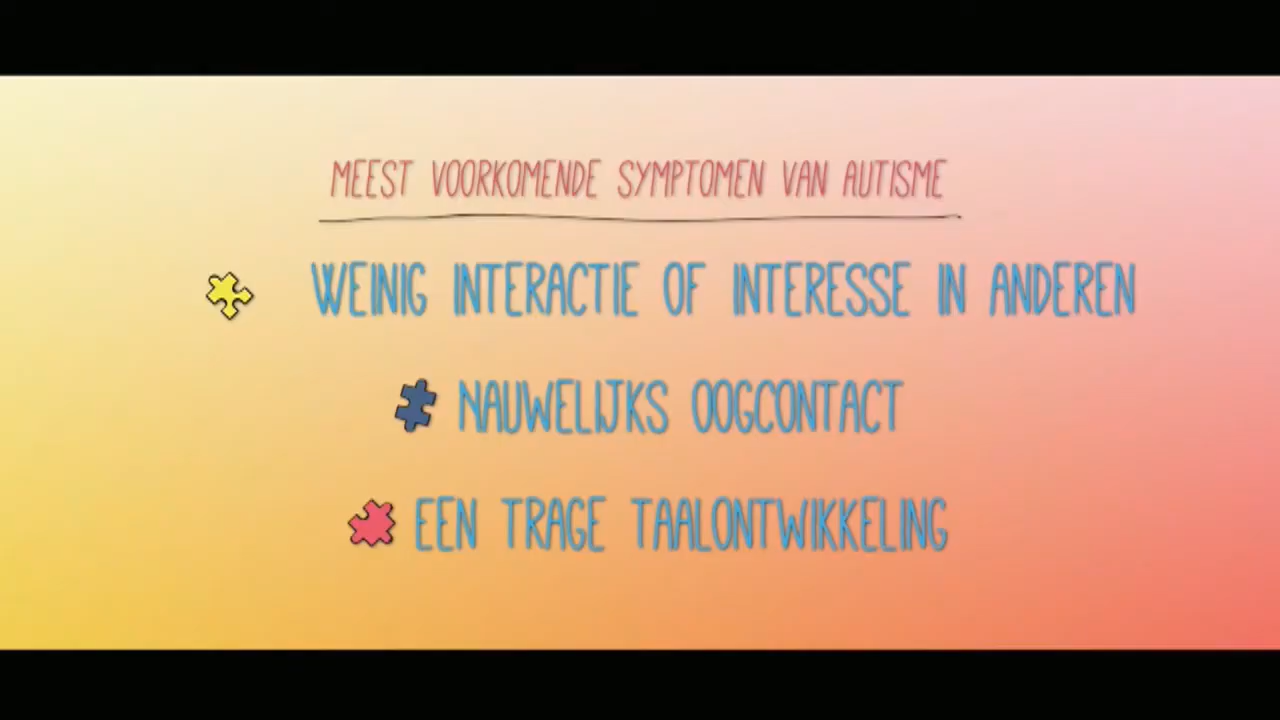 MEEST VOORKOMENDE SYMPTOMEN VAN AUTISME
WEINIG INTERACTIE OF INTERESSE IN ANDEREN
NAUWELIJKS OOGCONTACT
EEN TRAGE TAALONTWIKKELING